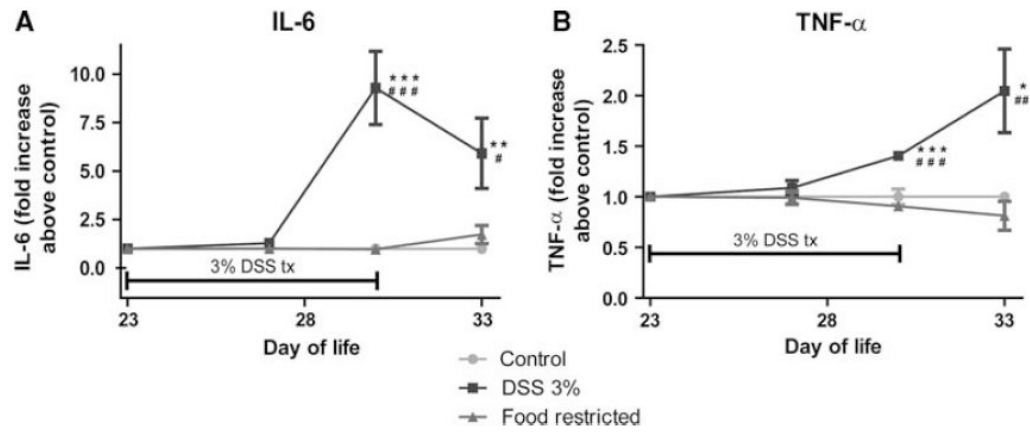 A
IL-6
IL-6 (fold increase
above control)
10.0
7.5
5.0
2.5
0.0
***
###
**
#
3% DSS tx
23
28
33
Day of life
B
TNF-α
TNF-α (fold increase
above control)
2.5
2.0
1.5
1.0
0.5
0.0
*
##
***
###
3% DSS tx
23
28
33
Day of life
Control
DSS 3%
Food restricted